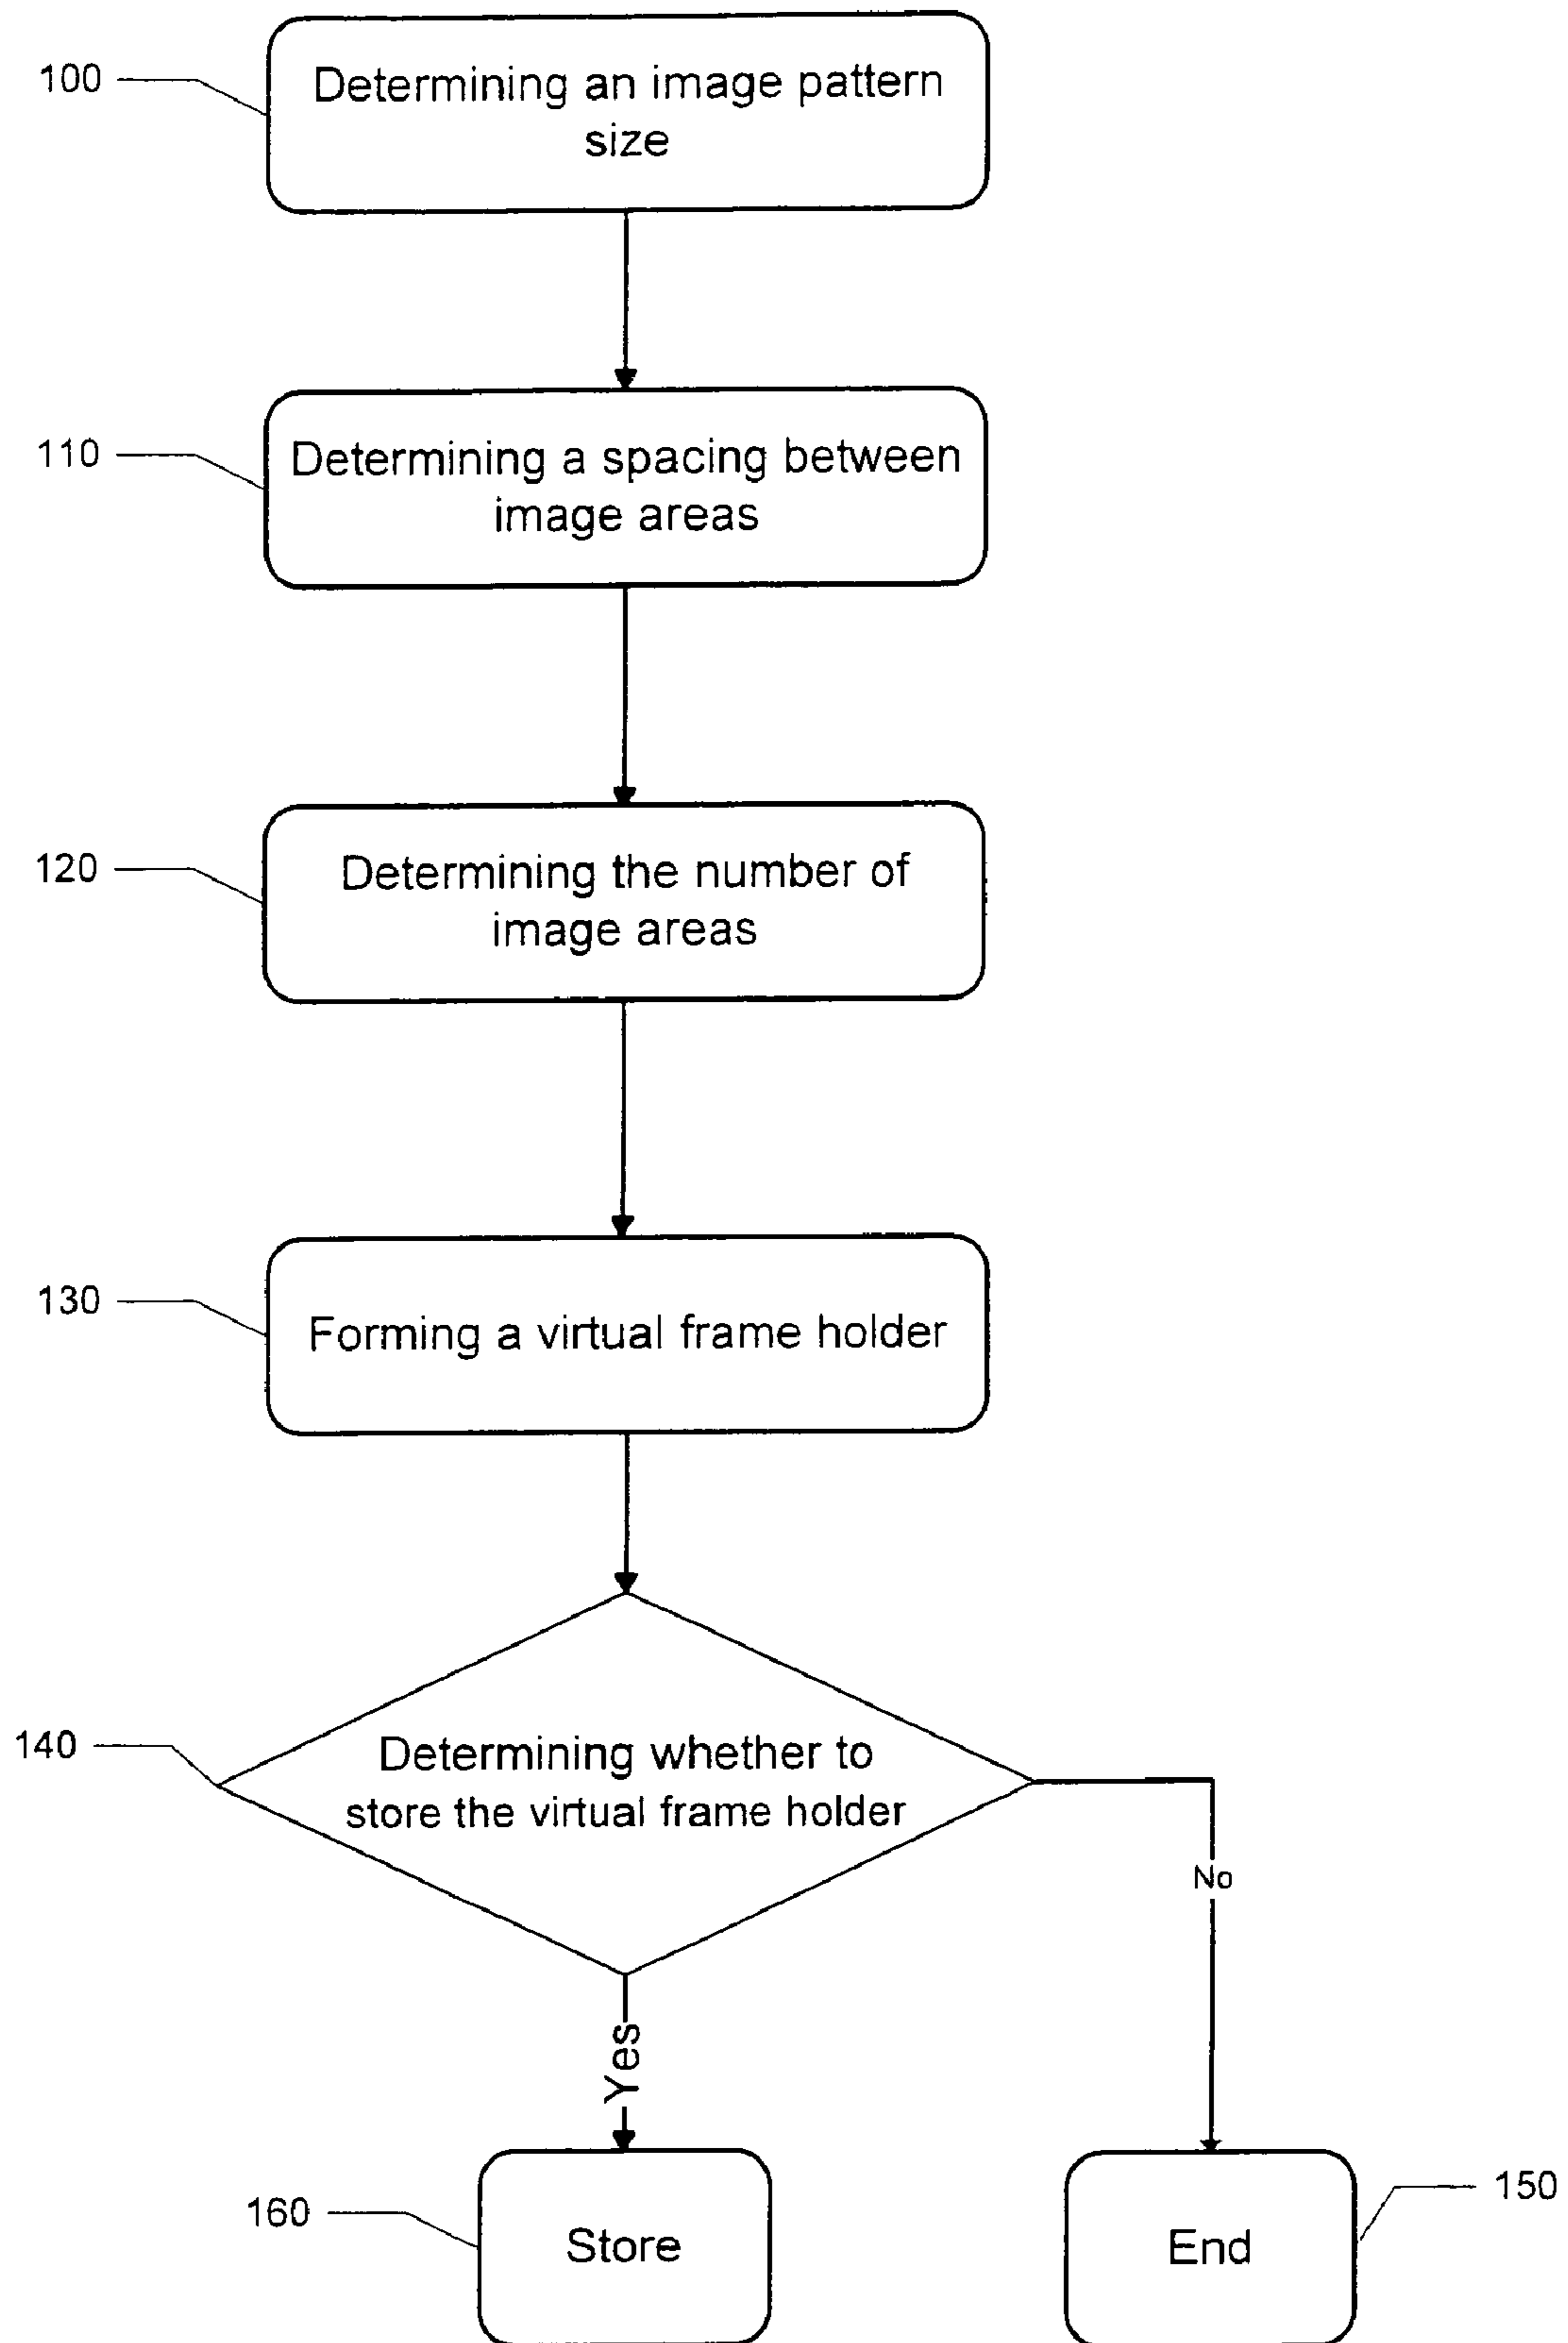 100
Determining an image pattern
size
110
Determining a spacing between
image areas
120
Determining the number of
image areas
130
Forming a virtual frame holder
140
Determining whether to
store the virtual frame holder
No
Yes
160
Store
End
150